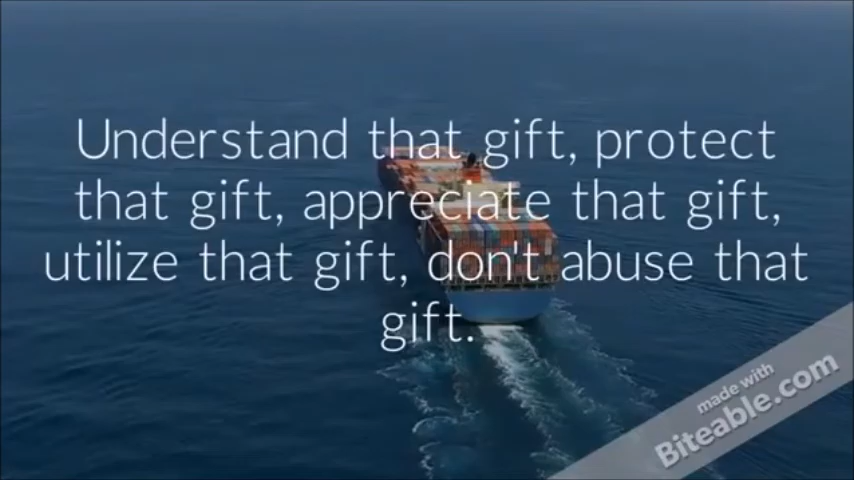 Understand that gift, protect
that gift, appreciate that gift,
utilize that gift, don't abuse that
gift.
made with
Biteable.com